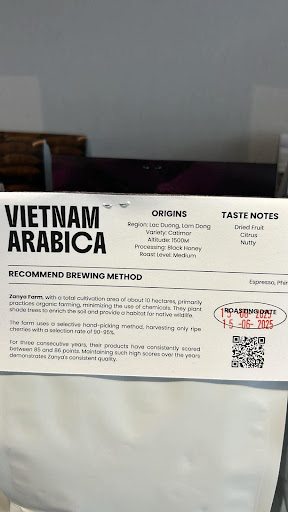 VIETNAM
ARABICA
ORIGINS
Region: Lac Duong, Lam Dong
Variety: Catimor
Altitude: 1500M
Processing: Black Honey
Roast Level: Medium
TASTE NOTES
Dried Fruit
Citrus
Nutty
RECOMMEND BREWING METHOD
Espresso, Phin
Zanya Farm, with a total cultivation area of about 10 hectares, primarily
practices organic farming, minimizing the use of chemicals. They plant
shade trees to enrich the soil and provide a habitat for native wildlife.
The farm uses a selective hand-picking method, harvesting only ripe
cherries with a selection rate of 90-95%.
For three consecutive years, their products have consistently scored
between 85 and 86 points. Maintaining such high scores over the years
demonstrates Zanya's consistent quality.
ROASTING DATE
15-06-2025
15-06-2025